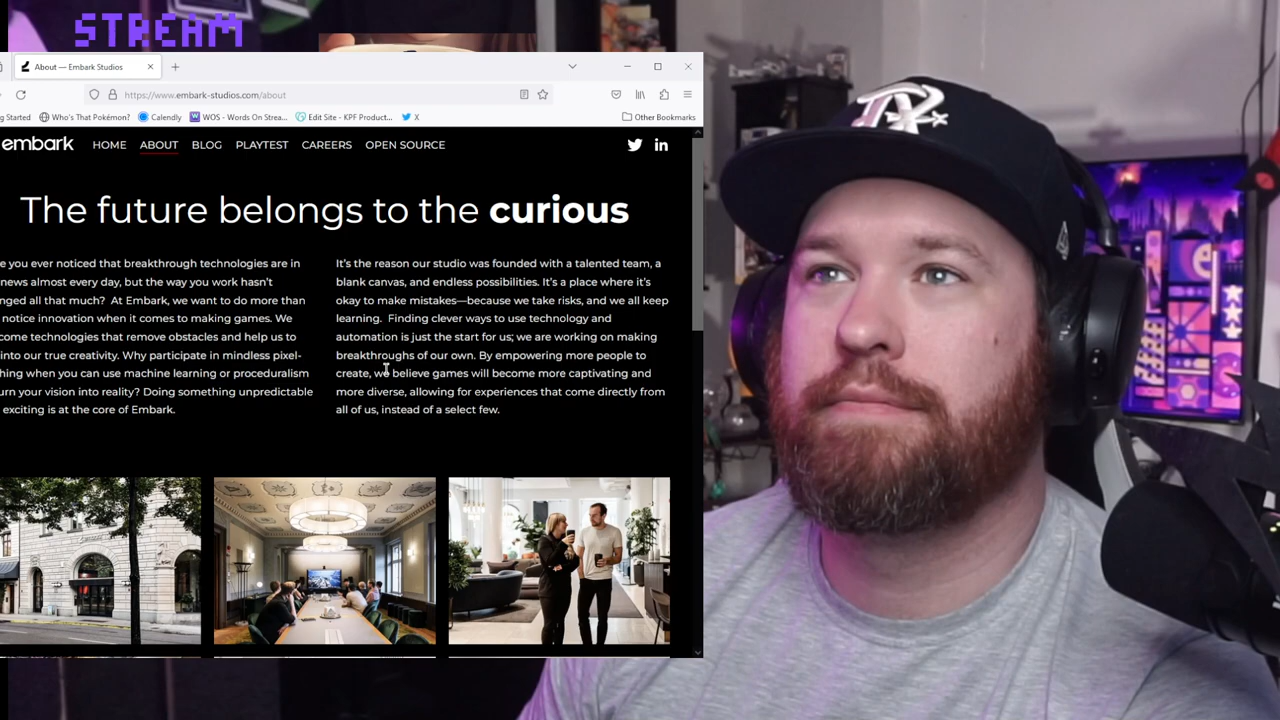 STREAM
About — Embark Studios
https://www.embark-studios.com/about
g Started Who's That Pokémon? Calendly WOS - Words On Strea... Edit Site - KPF Product... X Other Bookmarks
embark HOME ABOUT BLOG PLAYTEST CAREERS OPEN SOURCE
The future belongs to the curious
e you ever noticed that breakthrough technologies are in
news almost every day, but the way you work hasn't
nged all that much? At Embark, we want to do more than
notice innovation when it comes to making games. We
come technologies that remove obstacles and help us to
into our true creativity. Why participate in mindless pixel-
hing when you can use machine learning or proceduralism
urn your vision into reality? Doing something unpredictable
exciting is at the core of Embark.
It's the reason our studio was founded with a talented team, a
blank canvas, and endless possibilities. It's a place where it's
okay to make mistakes—because we take risks, and we all keep
learning. Finding clever ways to use technology and
automation is just the start for us; we are working on making
breakthroughs of our own. By empowering more people to
create, we believe games will become more captivating and
more diverse, allowing for experiences that come directly from
all of us, instead of a select few.